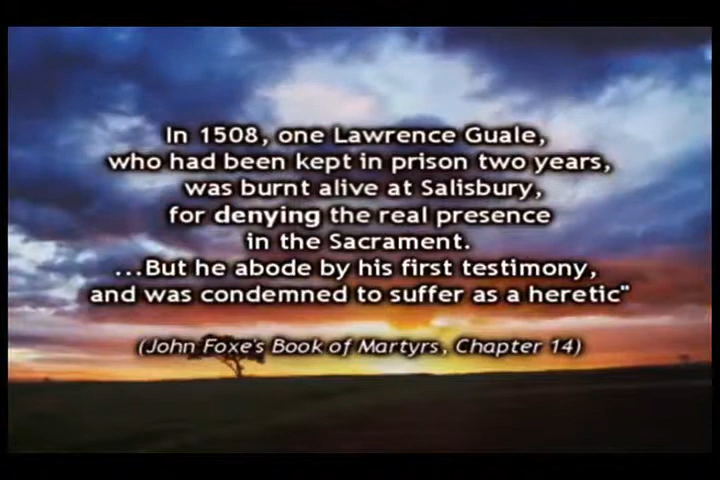 In 1508, one Lawrence Guale,
who had been kept in prison two years,
was burnt alive at Salisbury,
for denying the real presence
in the Sacrament.
...But he abode by his first testimony,
and was condemned to suffer as a heretic"
(John Foxe's Book of Martyrs, Chapter 14)